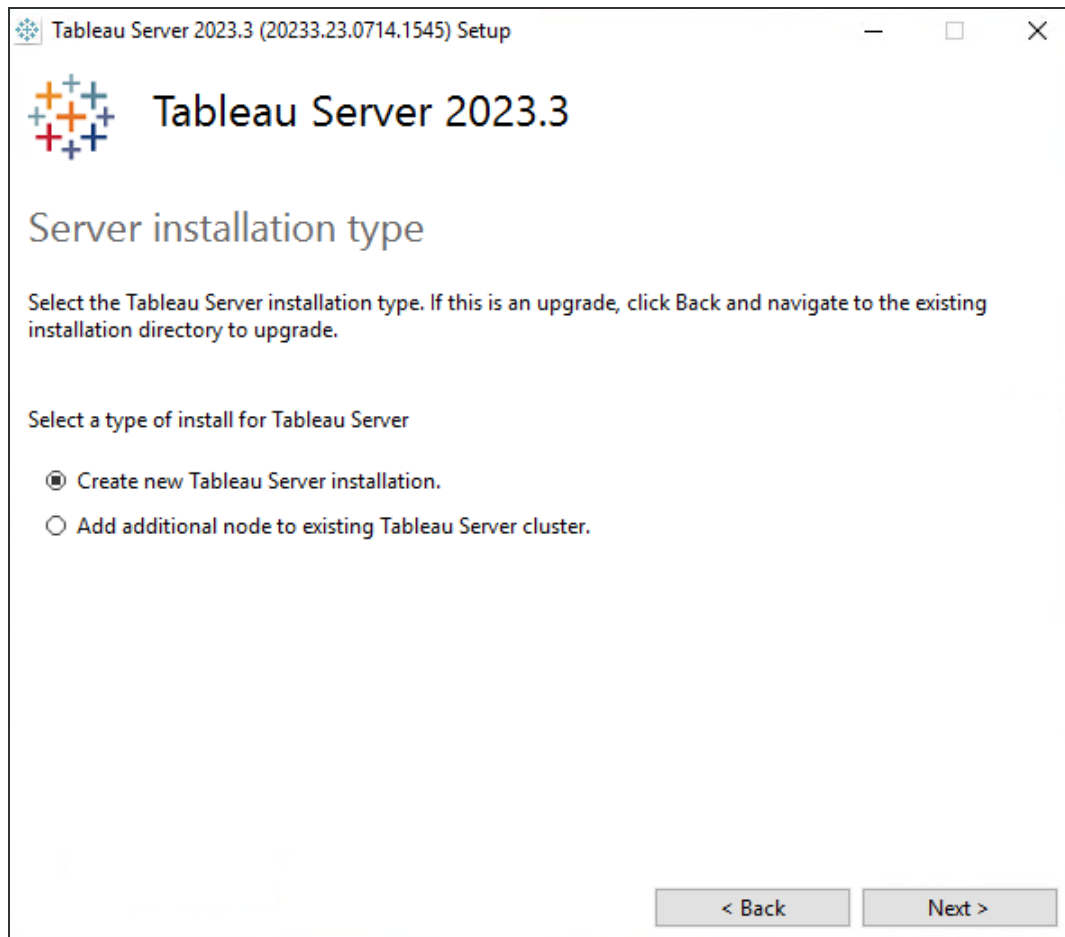 Tableau Server 2023.3 (20233.23.0714.1545) Setup
Tableau Server 2023.3
Server installation type
Select the Tableau Server installation type. If this is an upgrade, click Back and navigate to the existing
installation directory to upgrade.
Select a type of install for Tableau Server
Create new Tableau Server installation.
Add additional node to existing Tableau Server cluster.
< Back
Next >